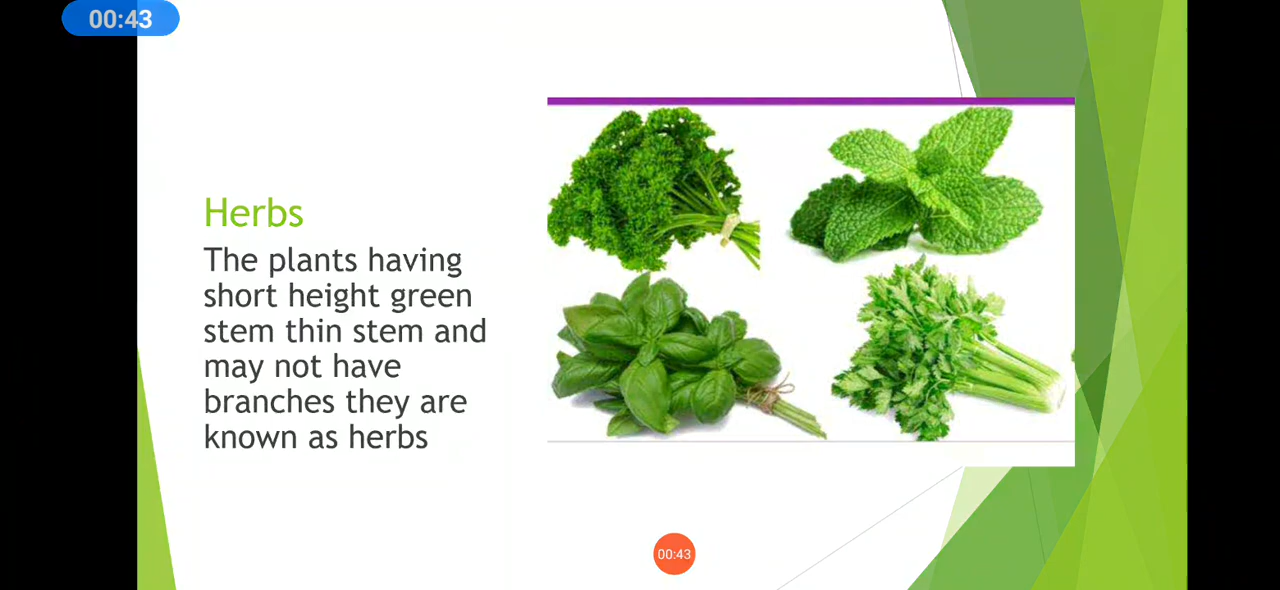 00:43
Herbs
The plants having
short height green
stem thin stem and
may not have
branches they are
known as herbs
00:43